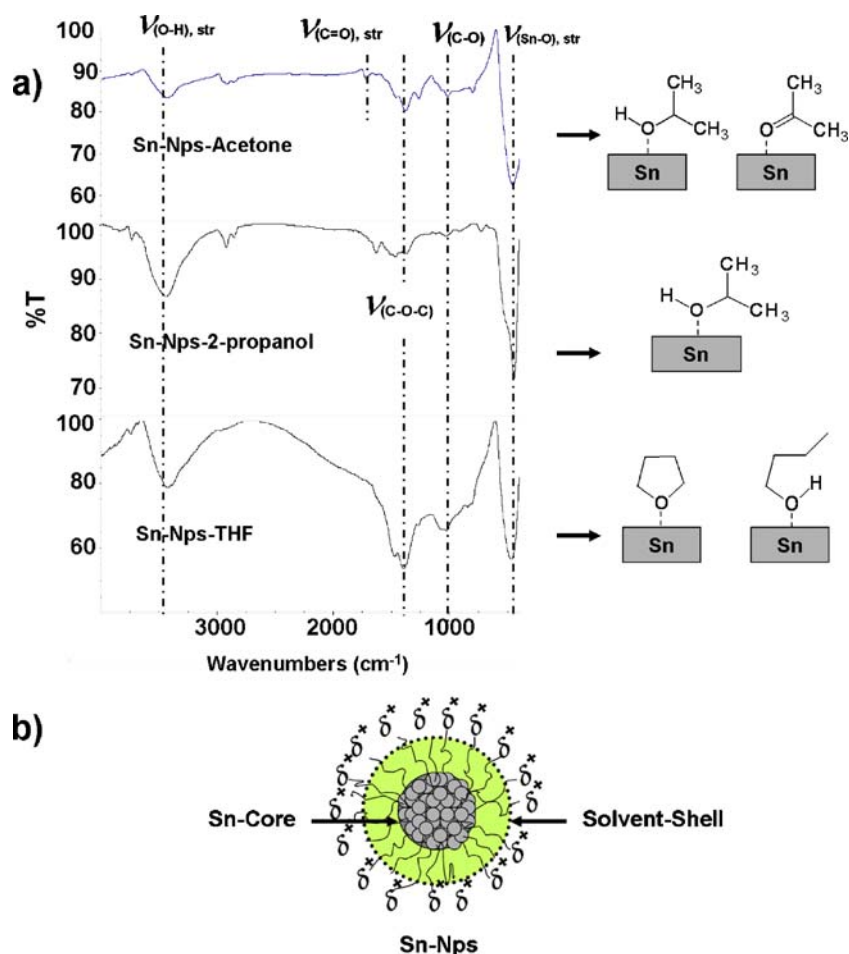 ν(O-H), str ν(C=O), str ν(C-O) ν(Sn-O), str
a)
100
90
80
70
60
Sn-Nps-Acetone
H O CH3 CH3
Sn
O CH3 CH3
Sn
100
90
80
70
%T
ν(C-O-C)
Sn-Nps-2-propanol
H O CH3 CH3
Sn
100
80
60
Sn-Nps-THF
O
Sn
O H
Sn
3000 2000 1000
Wavenumbers (cm-1)
b)
δ+ δ+ δ+ δ+ δ+ δ+ δ+ δ+ δ+ δ+ δ+ δ+ δ+ δ+ δ+ δ+ δ+
Sn-Core
Solvent-Shell
Sn-Nps